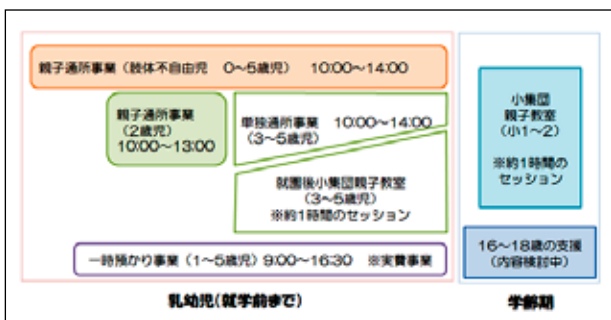 親子通所事業(肢体不自由児　0～5歳児)　10:00～14:00
親子通所事業
(2歳児)
10:00～13:00
単独通所事業　10:00～14:00
(3～5歳児)
就園後小集団親子教室
(3～5歳児)
※約1時間のセッション
一時預かり事業(1～5歳児)9:00～16:30　※実費事業
乳幼児(就学前まで)
小集団
親子教室
(小1～2)
※約1時間の
セッション
16～18歳の支援
(内容検討中)
学齢期